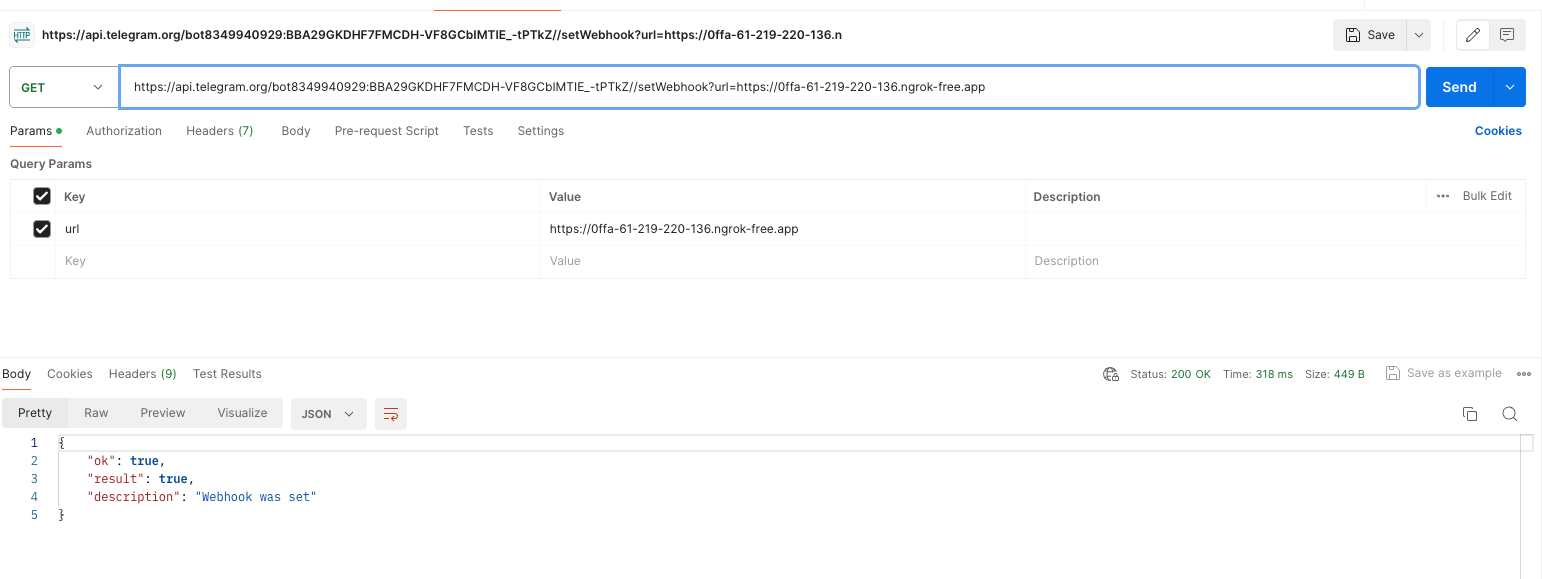 HTTP https://api.telegram.org/bot8349940929:BBA29GKDHF7FMCDH-VF8GCbIMTIE_-tPTkZ//setWebhook?url=https://0ffa-61-219-220-136.n Save
GET https://api.telegram.org/bot8349940929:BBA29GKDHF7FMCDH-VF8GCbIMTIE_-tPTkZ//setWebhook?url=https://0ffa-61-219-220-136.ngrok-free.app Send
Params Authorization Headers (7) Body Pre-request Script Tests Settings Cookies
Query Params
Key Value Description Bulk Edit
url https://0ffa-61-219-220-136.ngrok-free.app
Key Value Description
Body Cookies Headers (9) Test Results Status: 200 OK Time: 318 ms Size: 449 B Save as example
Pretty Raw Preview Visualize JSON
1 {
2 "ok": true,
3 "result": true,
4 "description": "Webhook was set"
5 }